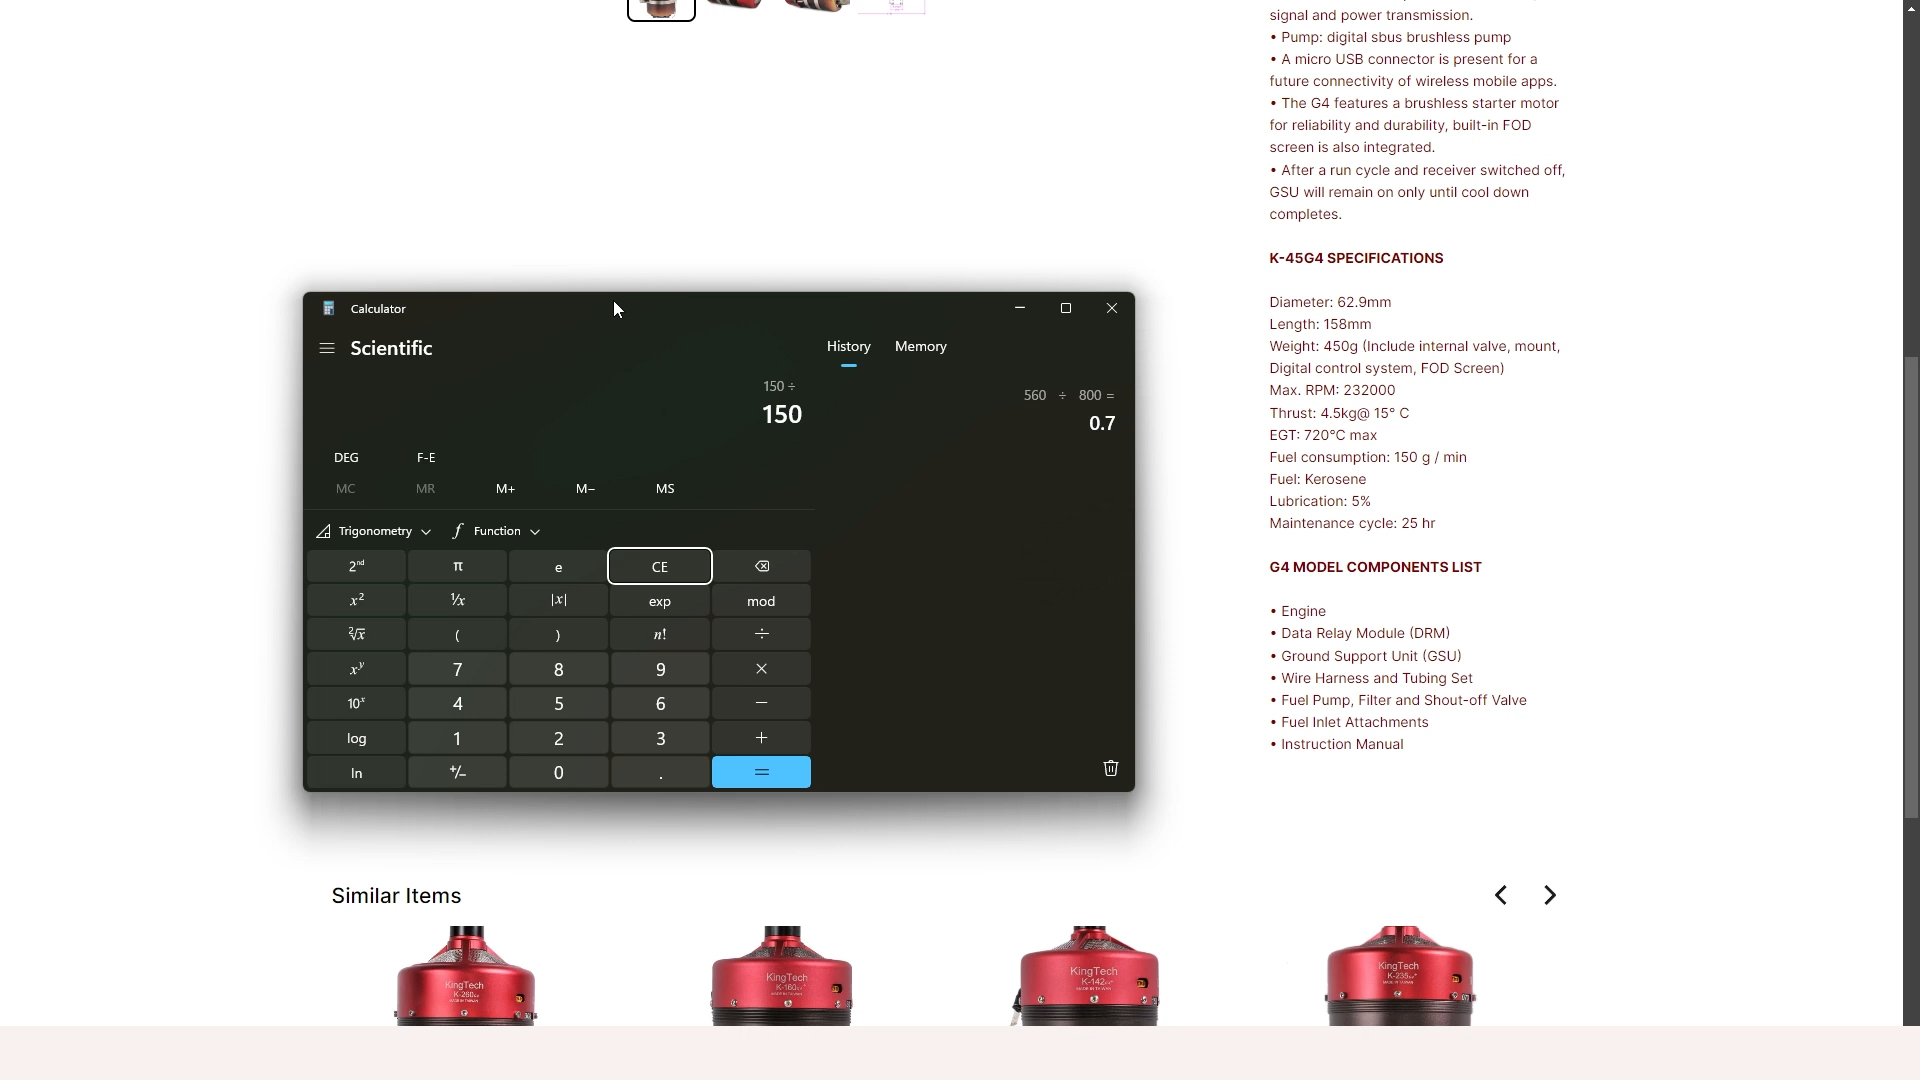 signal and power transmission.
• Pump: digital sbus brushless pump
• A micro USB connector is present for a
future connectivity of wireless mobile apps.
• The G4 features a brushless starter motor
for reliability and durability, built-in FOD
screen is also integrated.
• After a run cycle and receiver switched off,
GSU will remain on only until cool down
completes.
K-45G4 SPECIFICATIONS
Diameter: 62.9mm
Length: 158mm
Weight: 450g (Include internal valve, mount,
Digital control system, FOD Screen)
Max. RPM: 232000
Thrust: 4.5kg@ 15° C
EGT: 720°C max
Fuel consumption: 150 g / min
Fuel: Kerosene
Lubrication: 5%
Maintenance cycle: 25 hr
G4 MODEL COMPONENTS LIST
• Engine
• Data Relay Module (DRM)
• Ground Support Unit (GSU)
• Wire Harness and Tubing Set
• Fuel Pump, Filter and Shout-off Valve
• Fuel Inlet Attachments
• Instruction Manual
Calculator
Scientific
History Memory
150 ÷
150
560 ÷ 800 =
0.7
DEG F-E
MC MR M+ M− MS
Trigonometry Function
2nd π e CE
x² ¹/x |x| exp mod
²√x ( ) n! ÷
xʸ 7 8 9 ×
10ˣ 4 5 6 −
log 1 2 3 +
ln +/− 0 . =
Similar Items
KingTech
K-260
KingTech
K-160
KingTech
K-142
KingTech
K-235